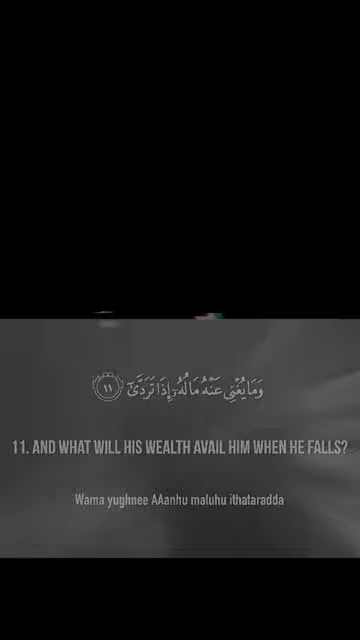 وَمَا يُغْنِي عَنْهُ مَالُهُۥٓ إِذَا تَرَدَّىٰٓ ١١
11. AND WHAT WILL HIS WEALTH AVAIL HIM WHEN HE FALLS?
Wama yughnee AAanhu maluhu ithataradda